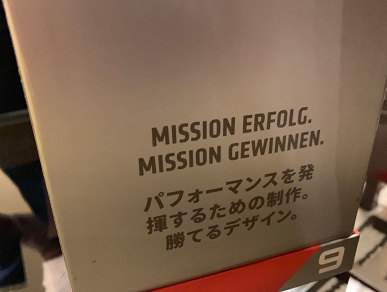 MISSION ERFOLG.
MISSION GEWINNEN.
パフォーマンスを発
揮するための制作。
勝てるデザイン。
9